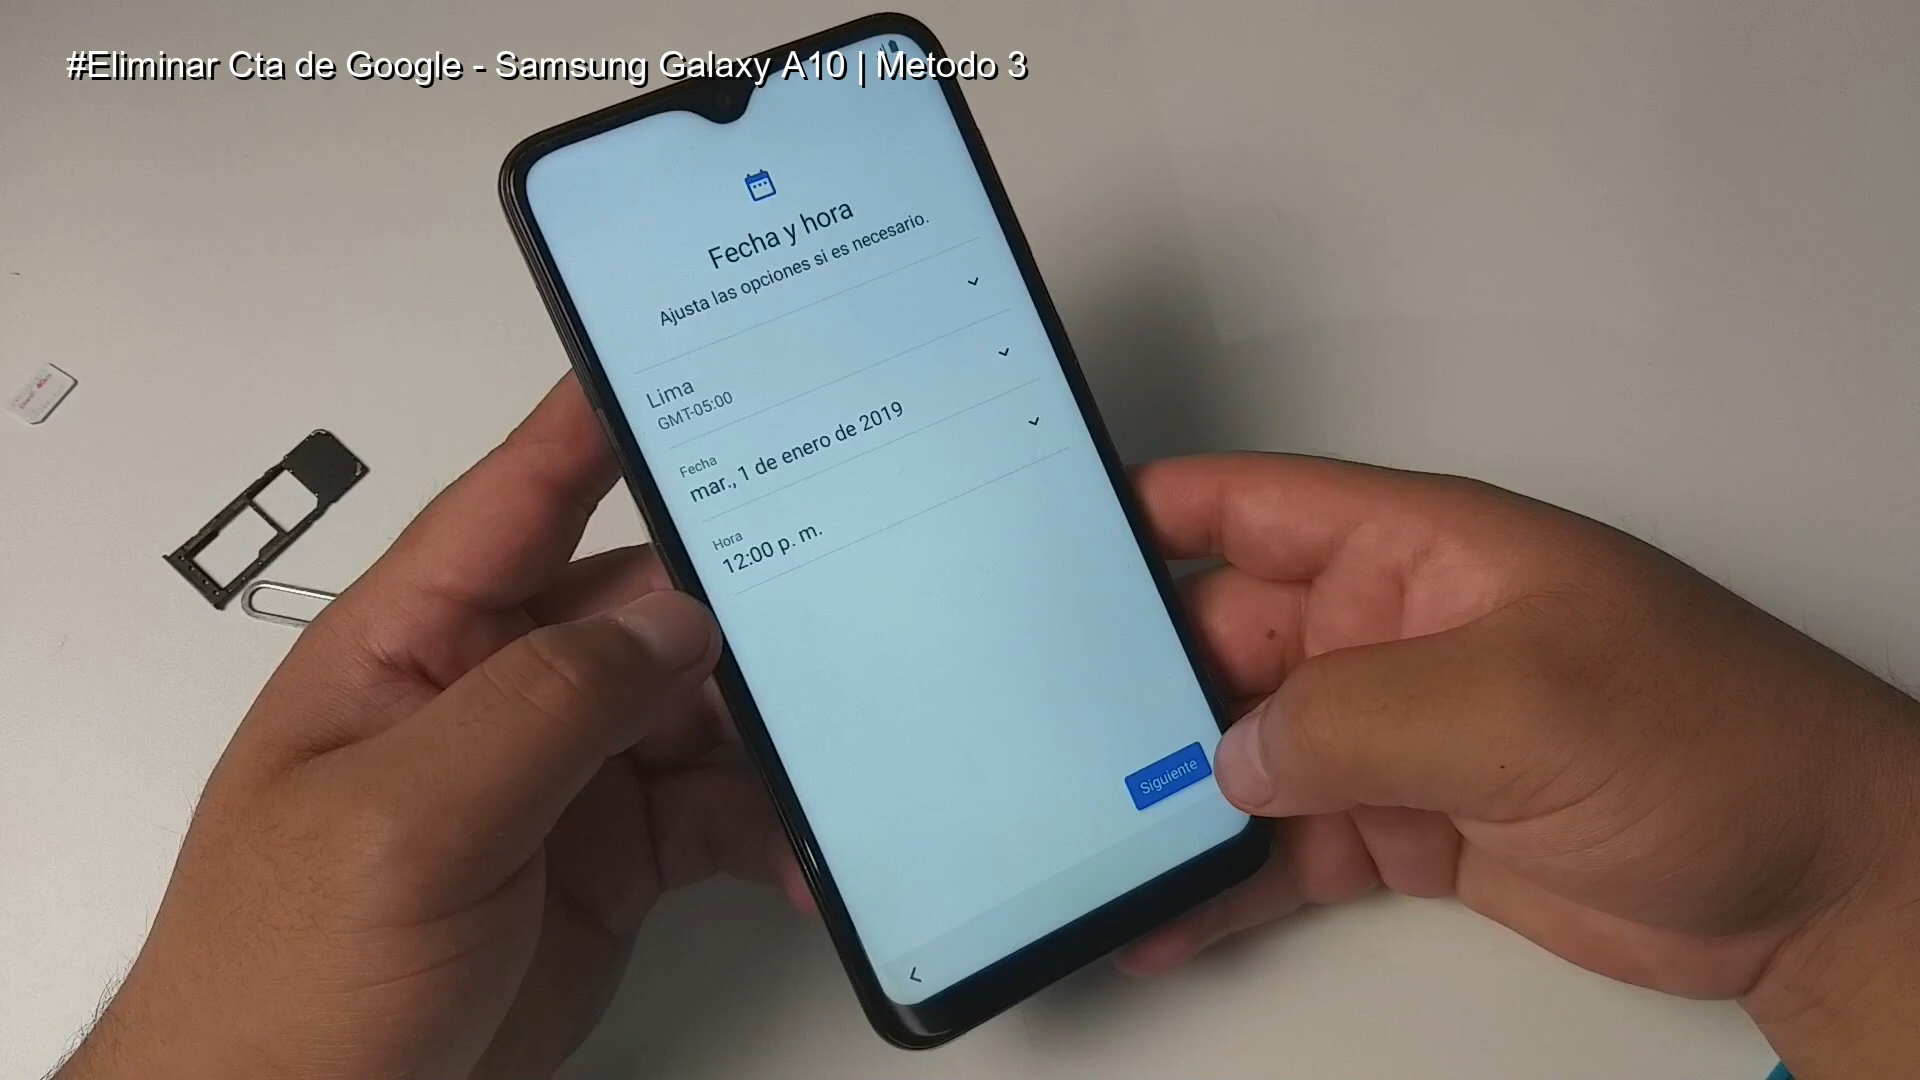 #Eliminar Cta de Google - Samsung Galaxy A10 | Metodo 3
Fecha y hora
Ajusta las opciones si es necesario.
Lima
GMT-05:00
Fecha
mar., 1 de enero de 2019
Hora
12:00 p. m.
Siguiente